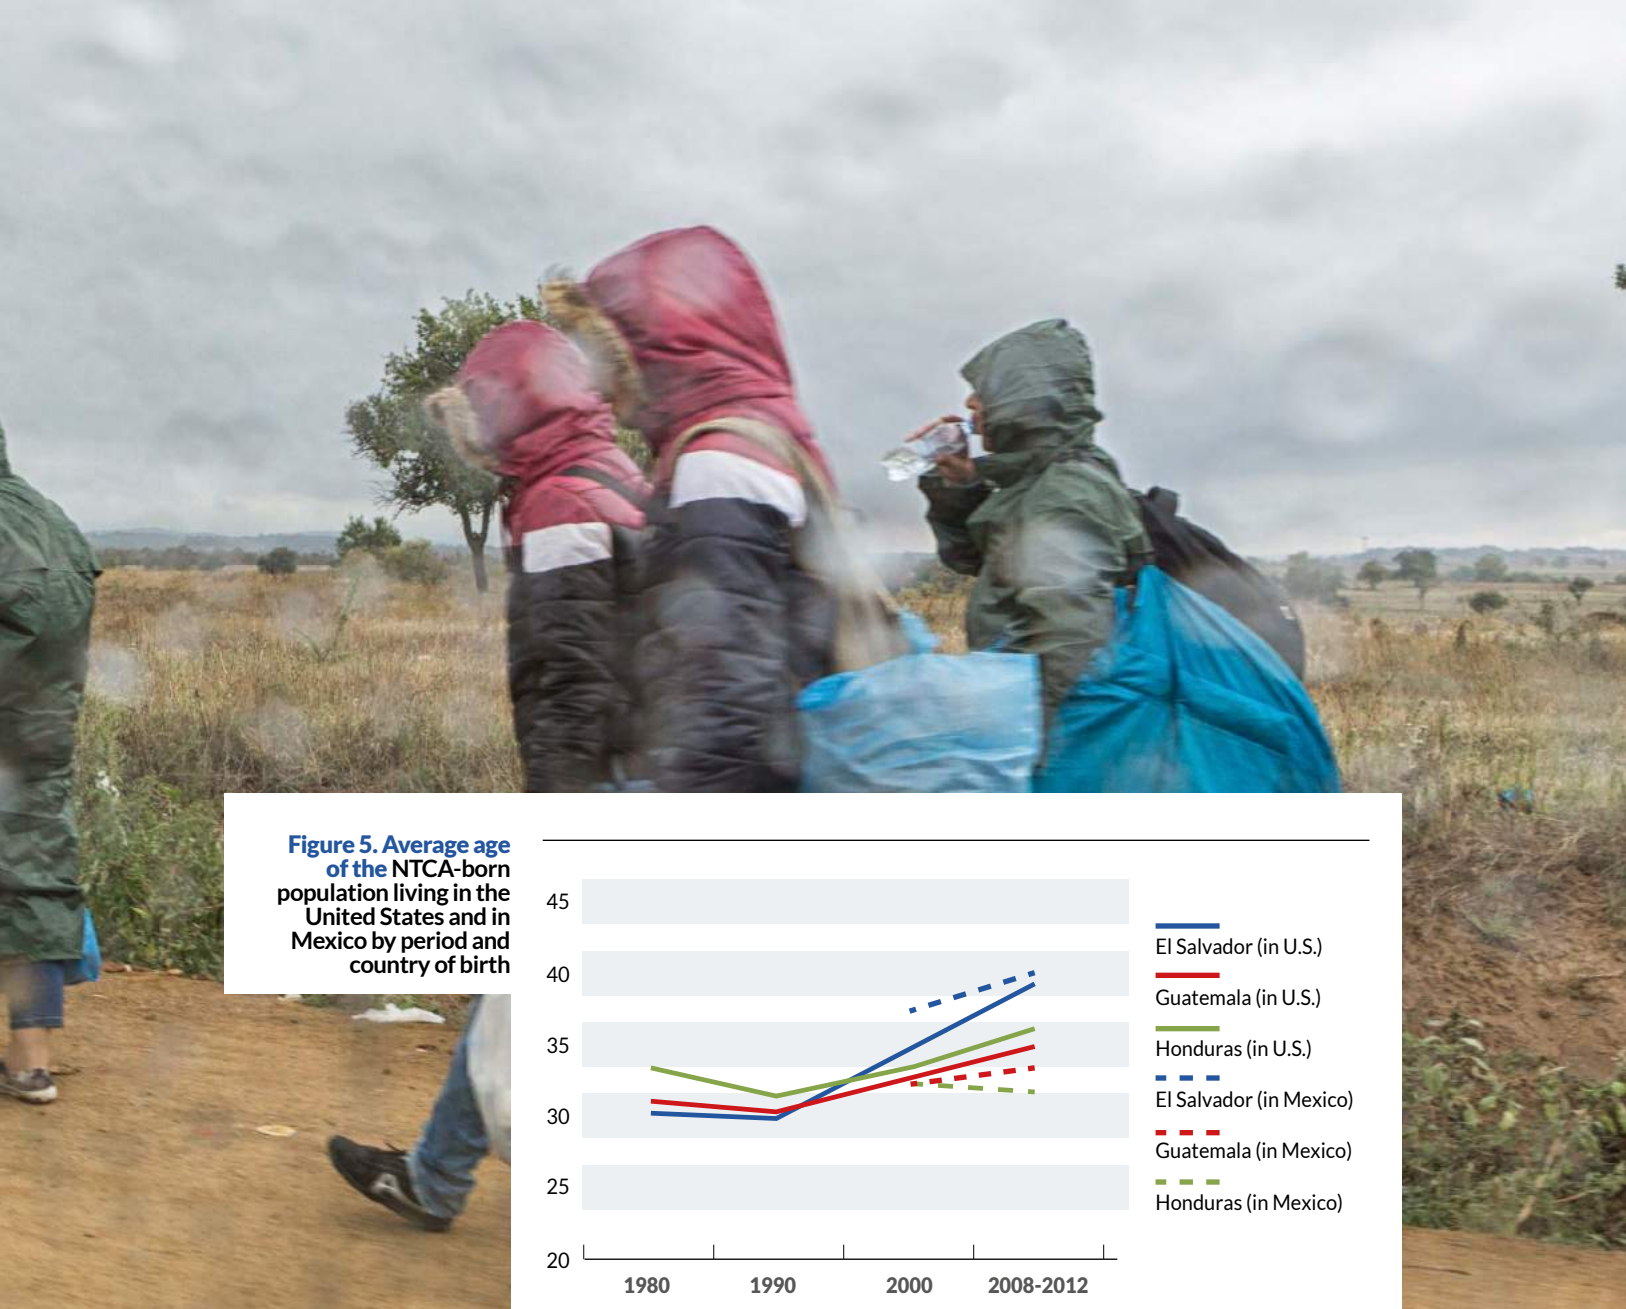 Figure 5. Average age
of the NTCA-born
population living in the
United States and in
Mexico by period and
country of birth
45
40
35
30
25
20
1980 1990 2000 2008-2012
El Salvador (in U.S.)
Guatemala (in U.S.)
Honduras (in U.S.)
El Salvador (in Mexico)
Guatemala (in Mexico)
Honduras (in Mexico)